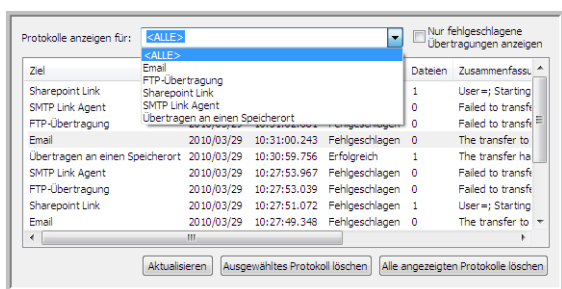 Protokolle anzeigen für:
<ALLE>
Nur fehlgeschlagene
Übertragungen anzeigen
<ALLE>
Email
FTP-Übertragung
Sharepoint Link
SMTP Link Agent
Übertragen an einen Speicherort
Ziel Dateien Zusammenfassu
Sharepoint Link 1 User=; Starting
SMTP Link Agent 0 Failed to transfe
FTP-Übertragung 0 Failed to transfe
Email 2010/03/29 10:31:00.243 Fehlgeschlagen 0 The transfer to
Übertragen an einen Speicherort 2010/03/29 10:30:59.756 Erfolgreich 1 The transfer ha
SMTP Link Agent 2010/03/29 10:27:53.967 Fehlgeschlagen 0 Failed to transfe
FTP-Übertragung 2010/03/29 10:27:53.039 Fehlgeschlagen 0 Failed to transfe
Sharepoint Link 2010/03/29 10:27:51.072 Fehlgeschlagen 1 User=; Starting
Email 2010/03/29 10:27:49.348 Fehlgeschlagen 0 The transfer to
Aktualisieren Ausgewähltes Protokoll löschen Alle angezeigten Protokolle löschen